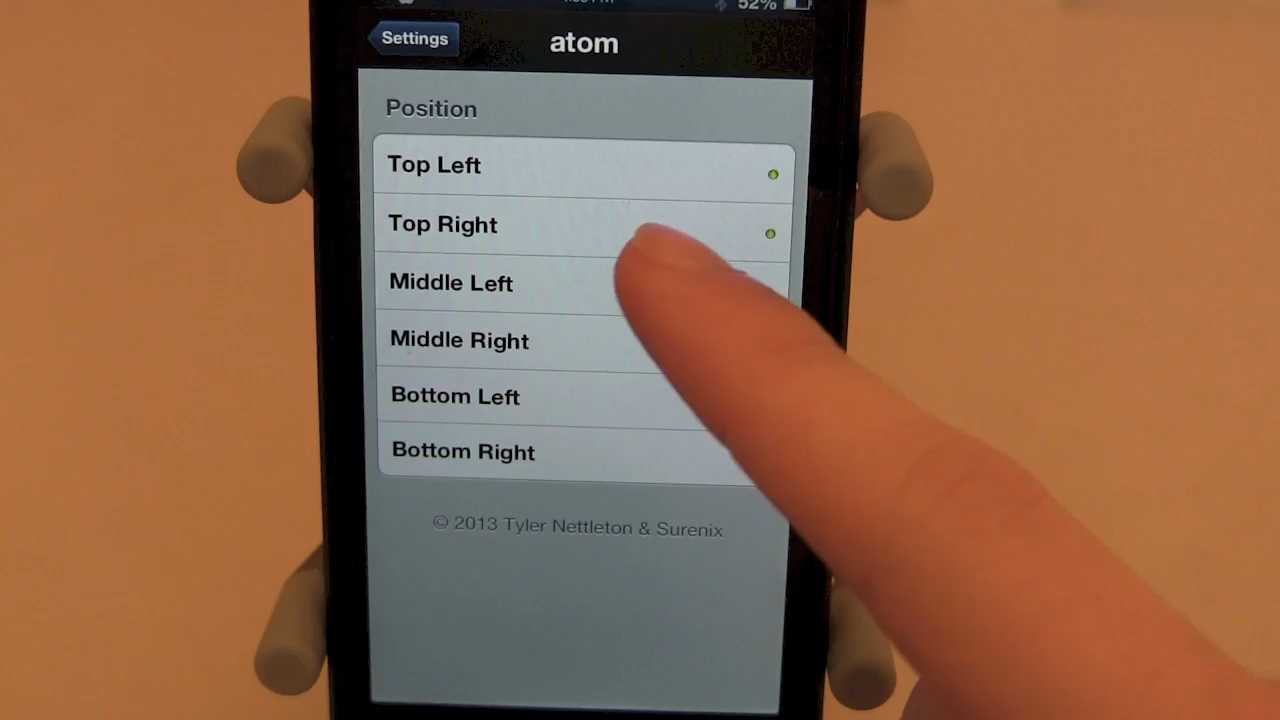 52%
Settings
atom
Position
Top Left
Top Right
Middle Left
Middle Right
Bottom Left
Bottom Right
© 2013 Tyler Nettleton & Surenix